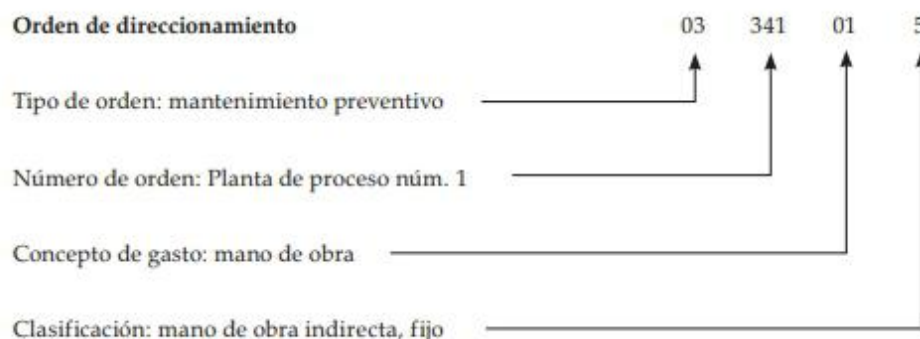 Orden de direccionamiento 03 341 01 5
Tipo de orden: mantenimiento preventivo
Número de orden: Planta de proceso núm. 1
Concepto de gasto: mano de obra
Clasificación: mano de obra indirecta, fijo